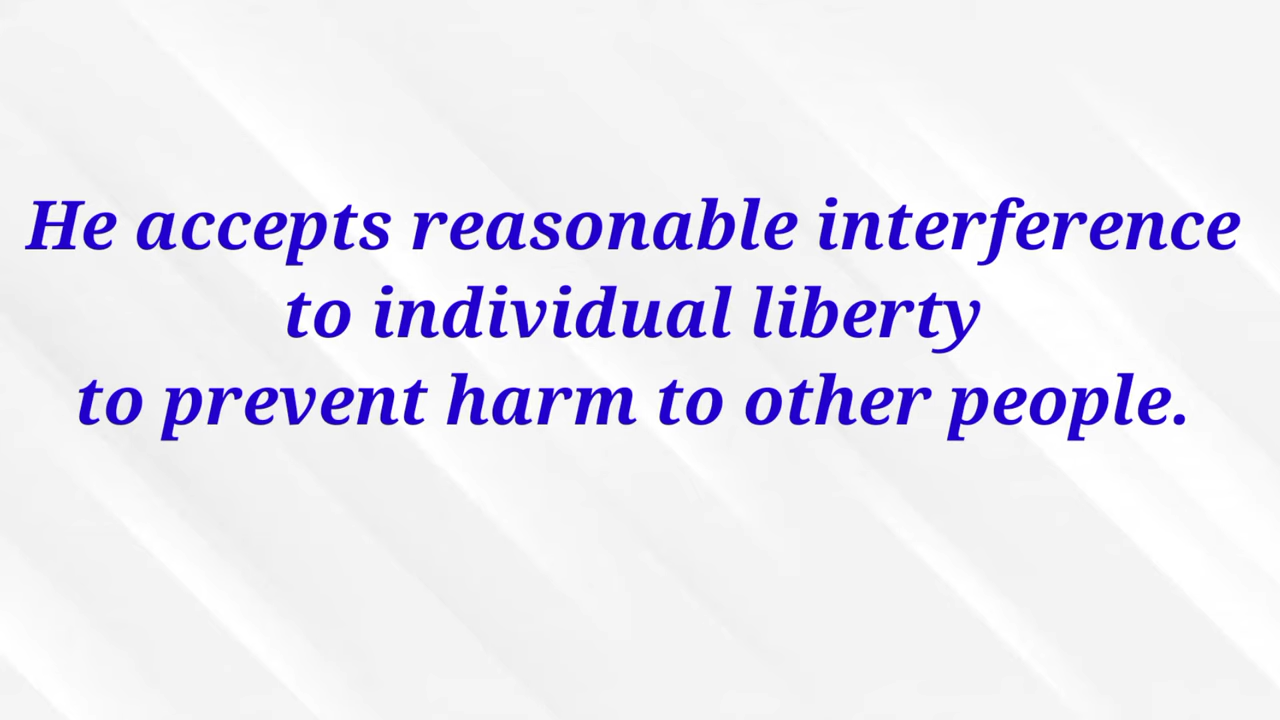 He accepts reasonable interference
to individual liberty
to prevent harm to other people.